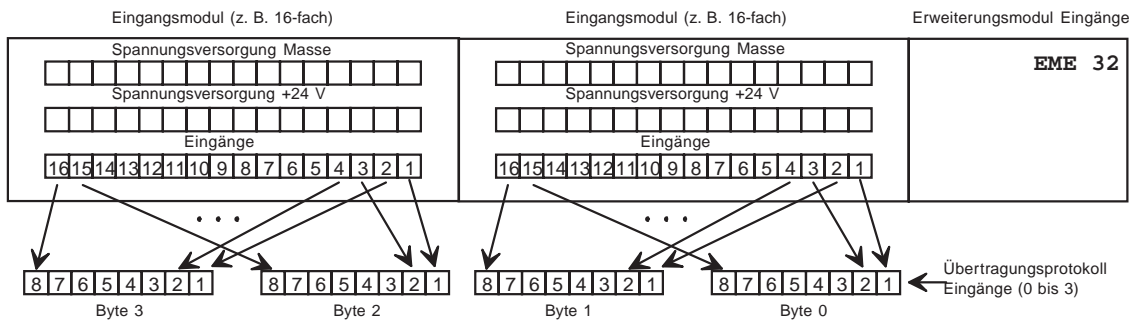 Eingangsmodul (z. B. 16-fach) Eingangsmodul (z. B. 16-fach) Erweiterungsmodul Eingänge
Spannungsversorgung Masse Spannungsversorgung Masse
EME 32
Spannungsversorgung +24 V Spannungsversorgung +24 V
Eingänge Eingänge
16 15 14 13 12 11 10 9 8 7 6 5 4 3 2 1 16 15 14 13 12 11 10 9 8 7 6 5 4 3 2 1
. . . . . .
8 7 6 5 4 3 2 1 8 7 6 5 4 3 2 1 8 7 6 5 4 3 2 1 8 7 6 5 4 3 2 1
Übertragungsprotokoll
Eingänge (0 bis 3)
Byte 3 Byte 2 Byte 1 Byte 0